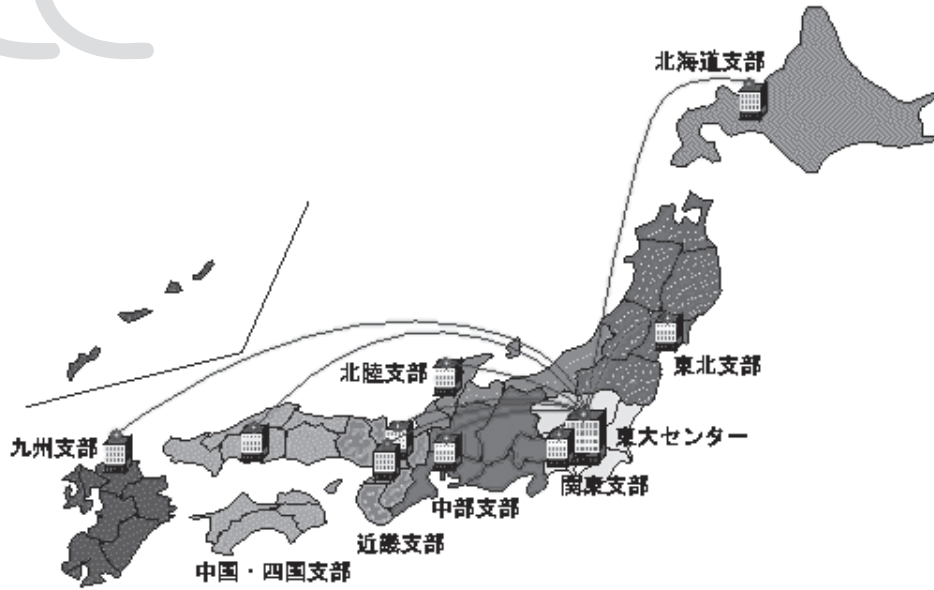 北海道支部
東北支部
北陸支部
九州支部
東大センター
関東支部
中部支部
近畿支部
中国・四国支部